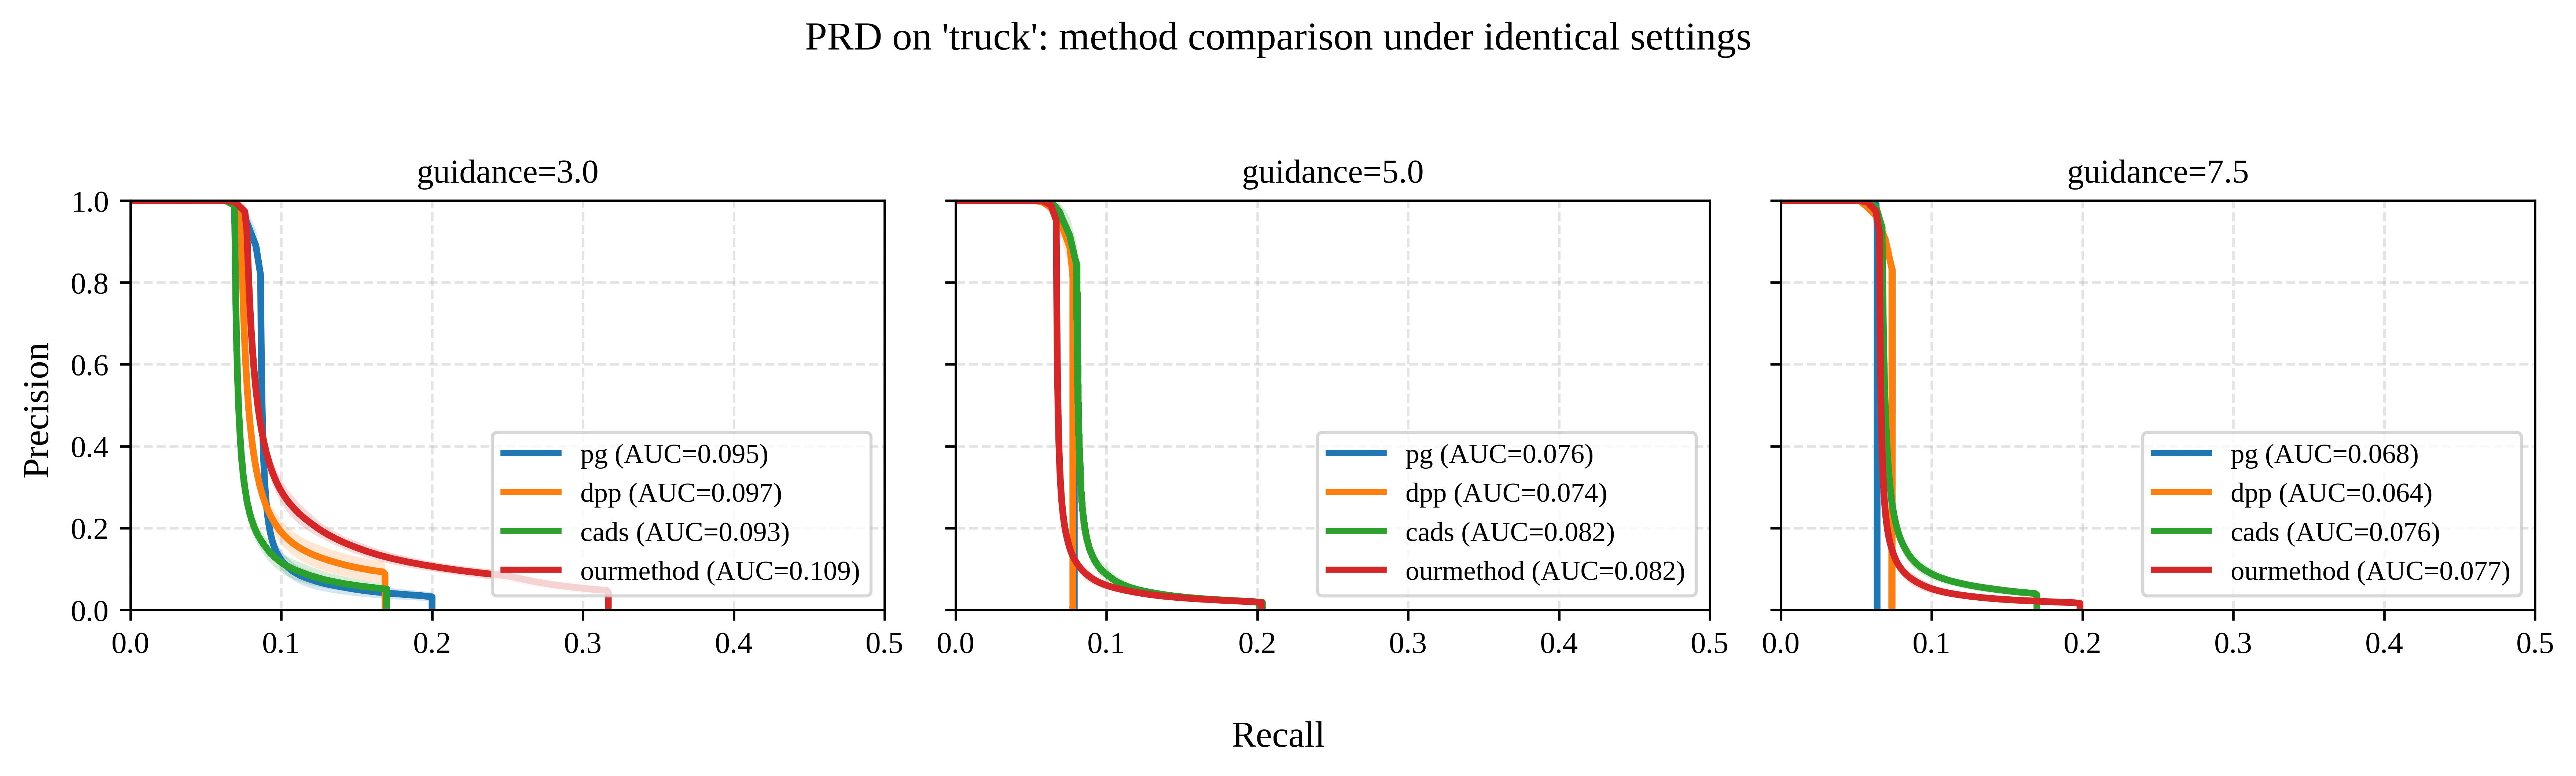 PRD on 'truck': method comparison under identical settings
guidance=3.0
Precision
1.0
0.8
0.6
0.4
0.2
0.0
pg (AUC=0.095)
dpp (AUC=0.097)
cads (AUC=0.093)
ourmethod (AUC=0.109)
0.0 0.1 0.2 0.3 0.4 0.5
guidance=5.0
pg (AUC=0.076)
dpp (AUC=0.074)
cads (AUC=0.082)
ourmethod (AUC=0.082)
0.0 0.1 0.2 0.3 0.4 0.5
guidance=7.5
pg (AUC=0.068)
dpp (AUC=0.064)
cads (AUC=0.076)
ourmethod (AUC=0.077)
0.0 0.1 0.2 0.3 0.4 0.5
Recall